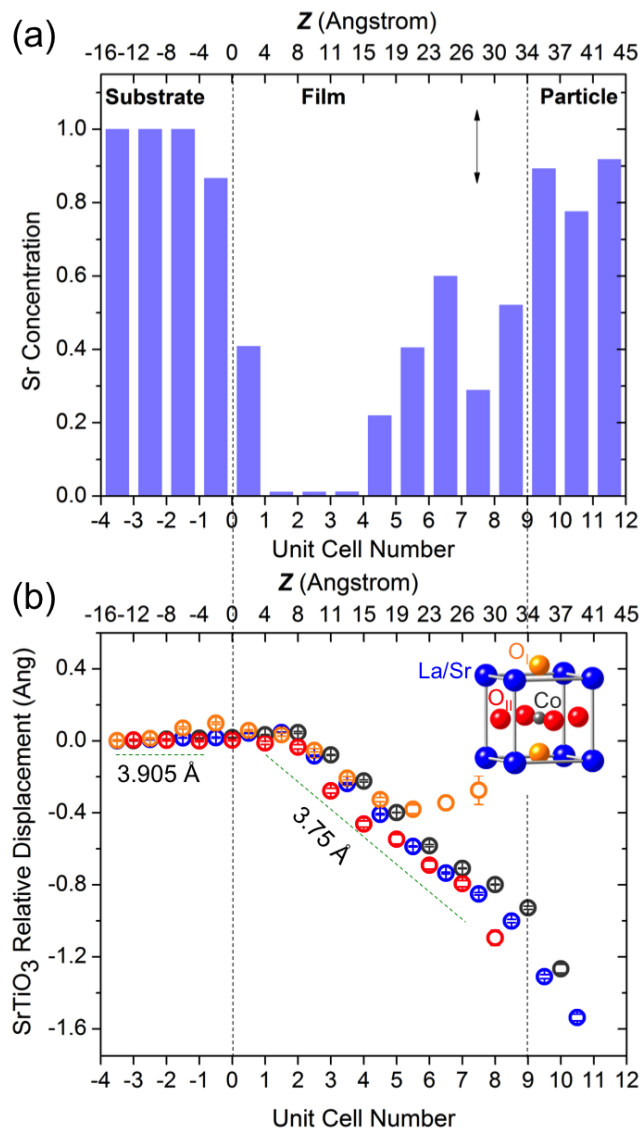 (a)
Z (Angstrom)
-16 -12 -8 -4 0 4 8 11 15 19 23 26 30 34 37 41 45
Substrate Film Particle
1.0
0.8
0.6
0.4
0.2
0.0
Sr Concentration
-4 -3 -2 -1 0 1 2 3 4 5 6 7 8 9 10 11 12
Unit Cell Number
(b)
Z (Angstrom)
-16 -12 -8 -4 0 4 8 11 15 19 23 26 30 34 37 41 45
0.4
0.0
-0.4
-0.8
-1.2
-1.6
SrTiO3 Relative Displacement (Ang)
OI
La/Sr
OII
Co
3.905 Å
3.75 Å
-4 -3 -2 -1 0 1 2 3 4 5 6 7 8 9 10 11 12
Unit Cell Number